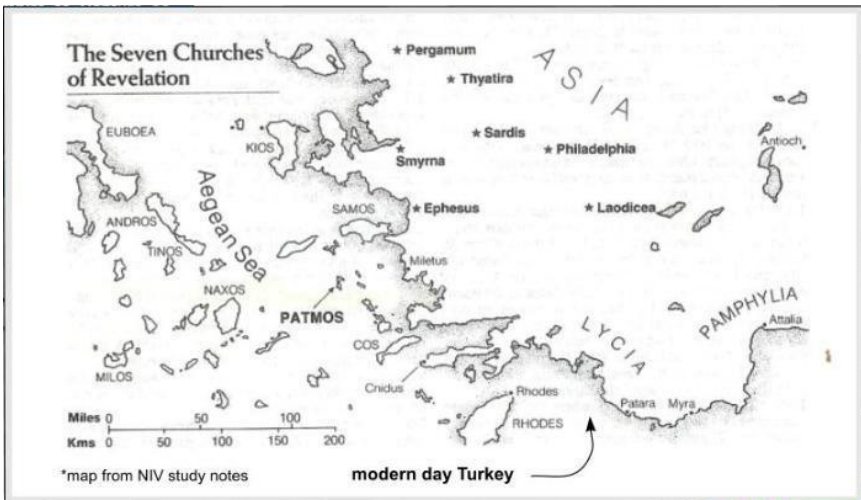 The Seven Churches
of Revelation
★ Pergamum
★ Thyatira
ASIA
EUBOEA
KIOS
★ Sardis
Smyrna
★ Philadelphia
Antioch
Aegean Sea
ANDROS
TINOS
SAMOS
★ Ephesus
★ Laodicea
Miletus
NAXOS
PATMOS
LYCIA
PAMPHYLIA
Attalia
MILOS
COS
Cnidus
Rhodes
RHODES
Patara
Myra
Miles 0 50 100
Kms 0 50 100 150 200
*map from NIV study notes
modern day Turkey